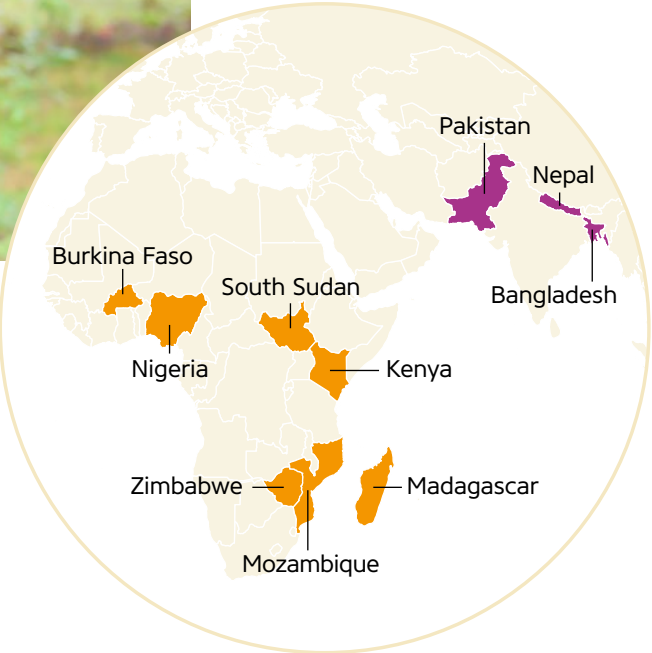 Pakistan
Nepal
Burkina Faso
South Sudan
Bangladesh
Nigeria
Kenya
Zimbabwe
Madagascar
Mozambique